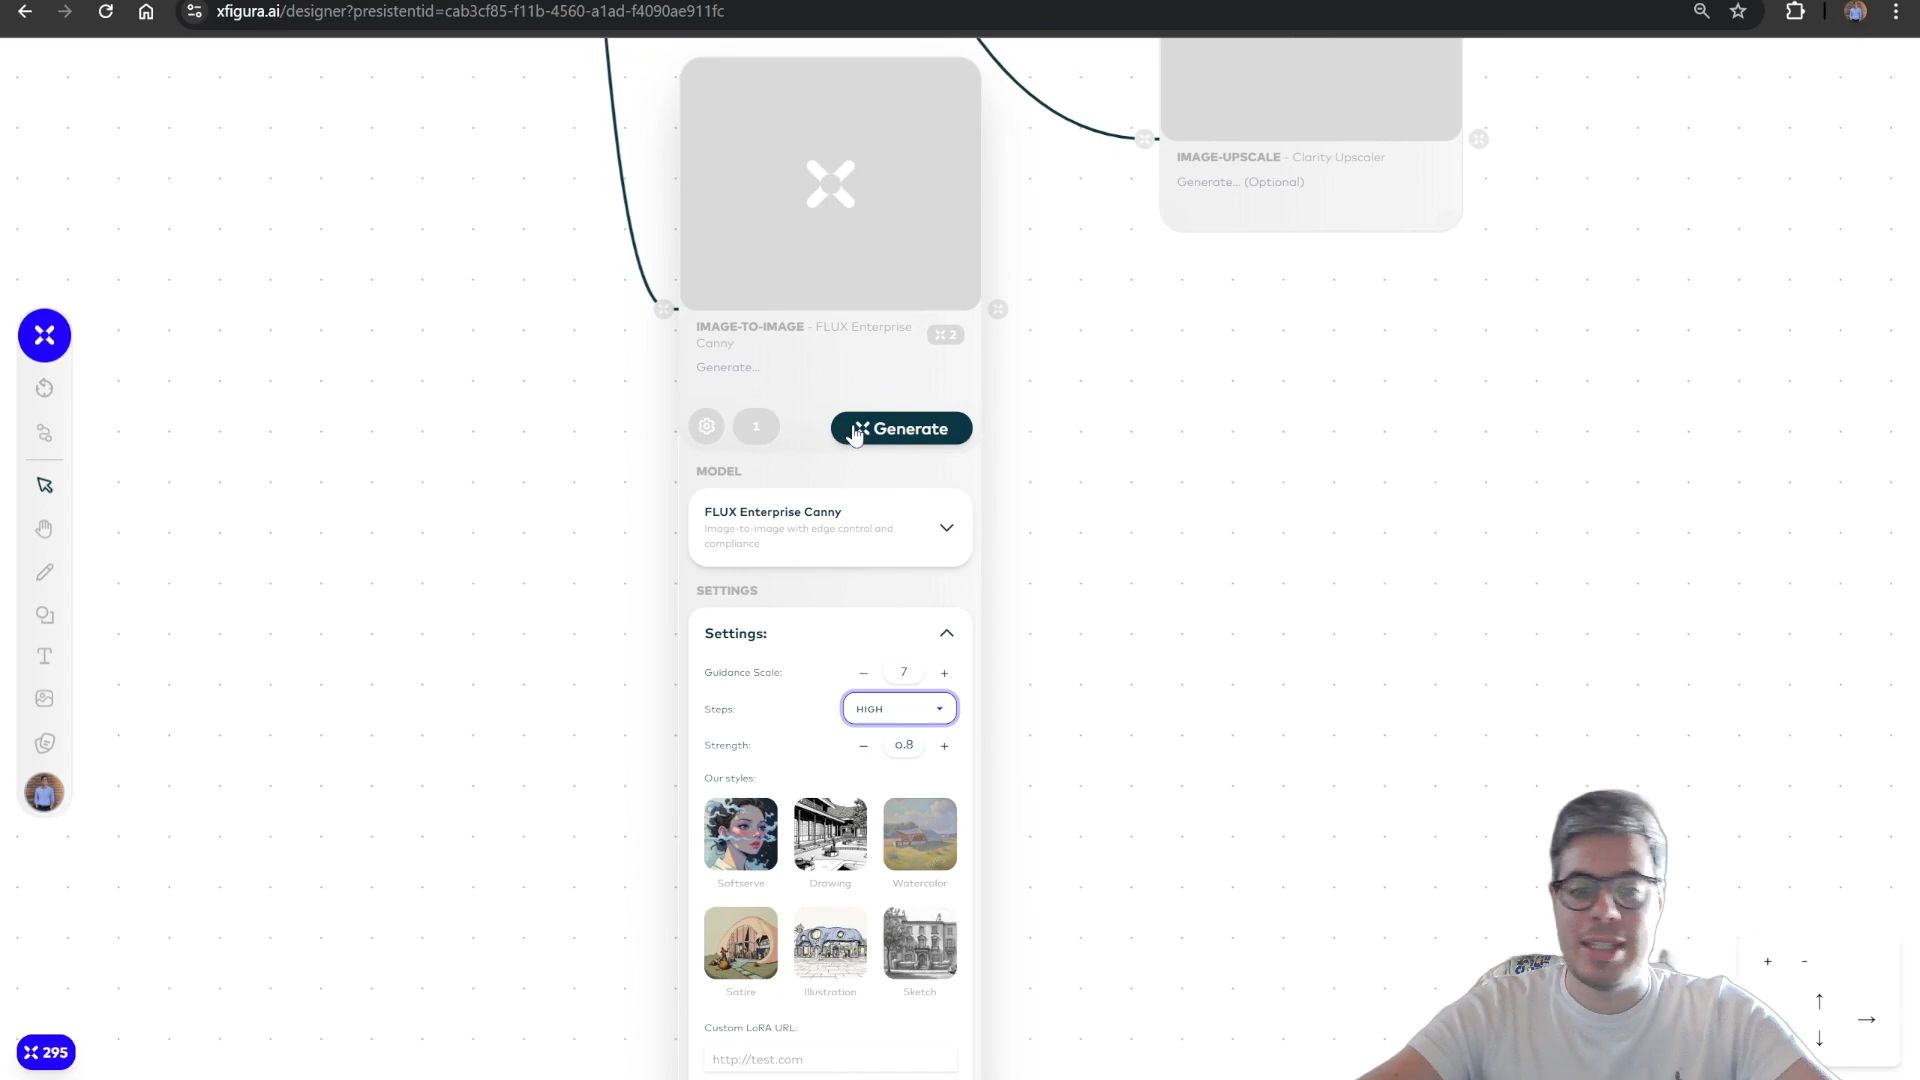 xfigura.ai/designer?presistentid=cab3cf85-f11b-4560-a1ad-f4090ae911fc
IMAGE-UPSCALE - Clarity Upscaler
Generate... (Optional)
IMAGE-TO-IMAGE - FLUX Enterprise
Canny
2
Generate...
1
Generate
MODEL
FLUX Enterprise Canny
Image-to-image with edge control and
compliance
SETTINGS
Settings:
Guidance Scale:
− 7 +
Steps:
HIGH
Strength:
− 0.8 +
Our styles:
Softserve
Drawing
Watercolor
Satire
Illustration
Sketch
Custom LoRA URL:
http://test.com
295
+ -